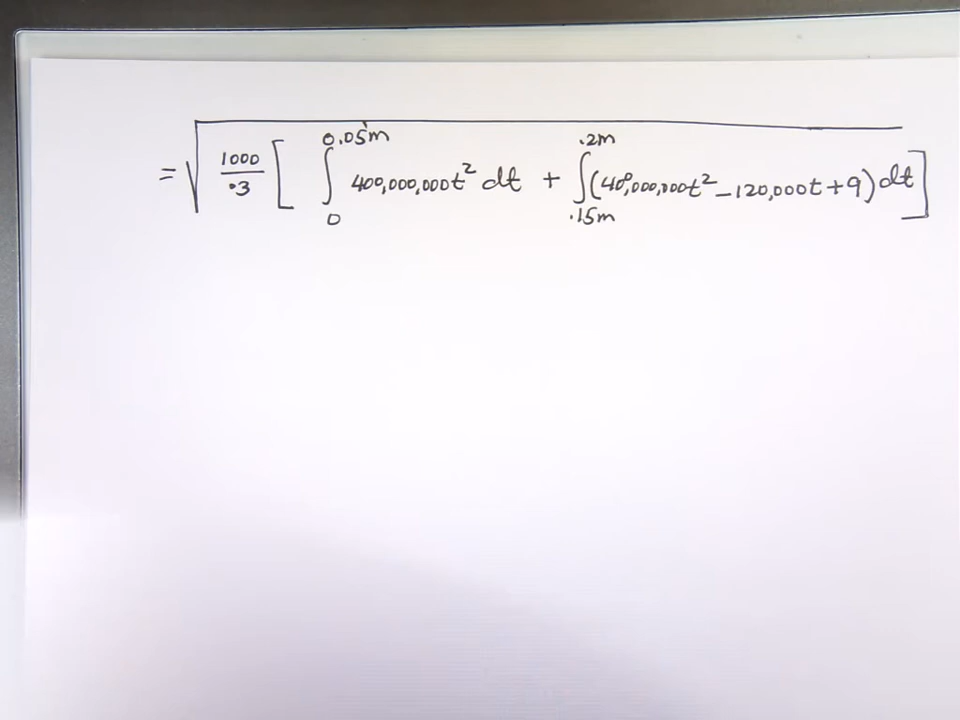 = √ 1000/.3 [ ∫₀^0.05m 400,000,000t² dt + ∫.15m^.2m (400,000,000t² - 120,000t + 9) dt ]